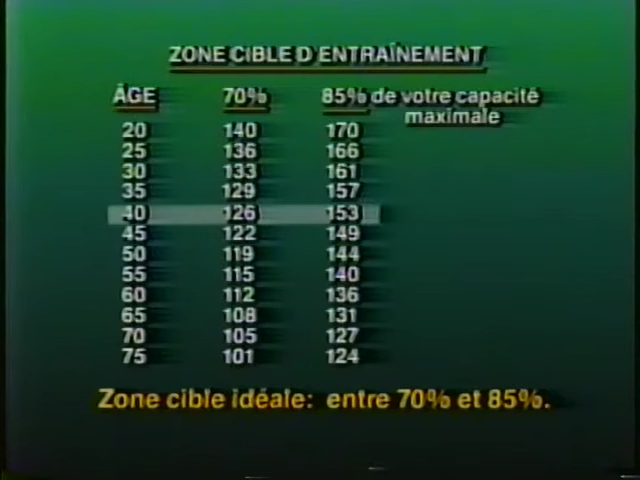 ZONE CIBLE D'ENTRAÎNEMENT
ÂGE 70% 85% de votre capacité
maximale
20 140 170
25 136 166
30 133 161
35 129 157
40 126 153
45 122 149
50 119 144
55 115 140
60 112 136
65 108 131
70 105 127
75 101 124
Zone cible idéale: entre 70% et 85%.